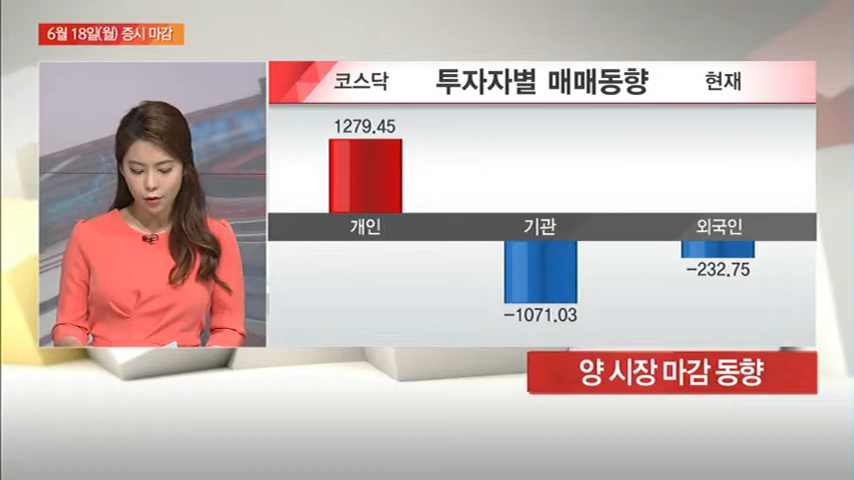 6월 18일(월) 증시 마감
코스닥 투자자별 매매동향 현재
1279.45
개인 기관 외국인
-232.75
-1071.03
양 시장 마감 동향